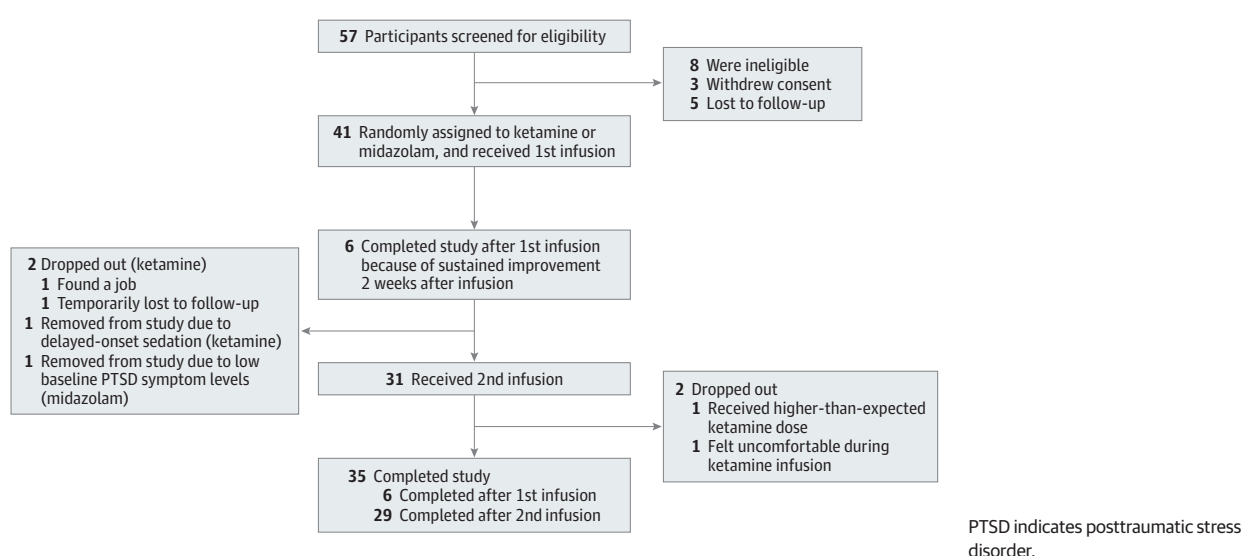 57 Participants screened for eligibility
8 Were ineligible
3 Withdrew consent
5 Lost to follow-up
41 Randomly assigned to ketamine or
midazolam, and received 1st infusion
6 Completed study after 1st infusion
because of sustained improvement
2 weeks after infusion
2 Dropped out (ketamine)
1 Found a job
1 Temporarily lost to follow-up
1 Removed from study due to
delayed-onset sedation (ketamine)
1 Removed from study due to low
baseline PTSD symptom levels
(midazolam)
31 Received 2nd infusion
2 Dropped out
1 Received higher-than-expected
ketamine dose
1 Felt uncomfortable during
ketamine infusion
35 Completed study
6 Completed after 1st infusion
29 Completed after 2nd infusion
PTSD indicates posttraumatic stress
disorder.